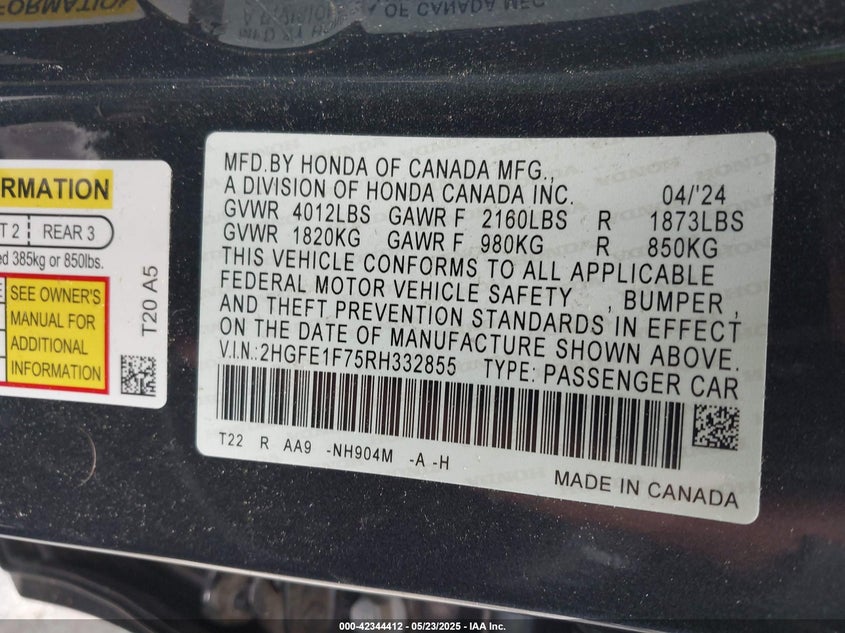 MFD.BY HONDA OF CANADA MFG.,
A DIVISION OF HONDA CANADA INC. 04/'24
GVWR 4012LBS GAWR F 2160LBS R 1873LBS
GVWR 1820KG GAWR F 980KG R 850KG
THIS VEHICLE CONFORMS TO ALL APPLICABLE
FEDERAL MOTOR VEHICLE SAFETY , BUMPER ,
AND THEFT PREVENTION STANDARDS IN EFFECT
ON THE DATE OF MANUFACTURE SHOWN ABOVE.
V.I.N.:2HGFE1F75RH332855 TYPE: PASSENGER CAR
T22 R AA9 -NH904M -A -H
MADE IN CANADA
REAR 3
385kg or 850lbs.
SEE OWNER'S
MANUAL FOR
ADDITIONAL
INFORMATION
T20 A5
000-42344412 - 05/23/2025 - IAA Inc.